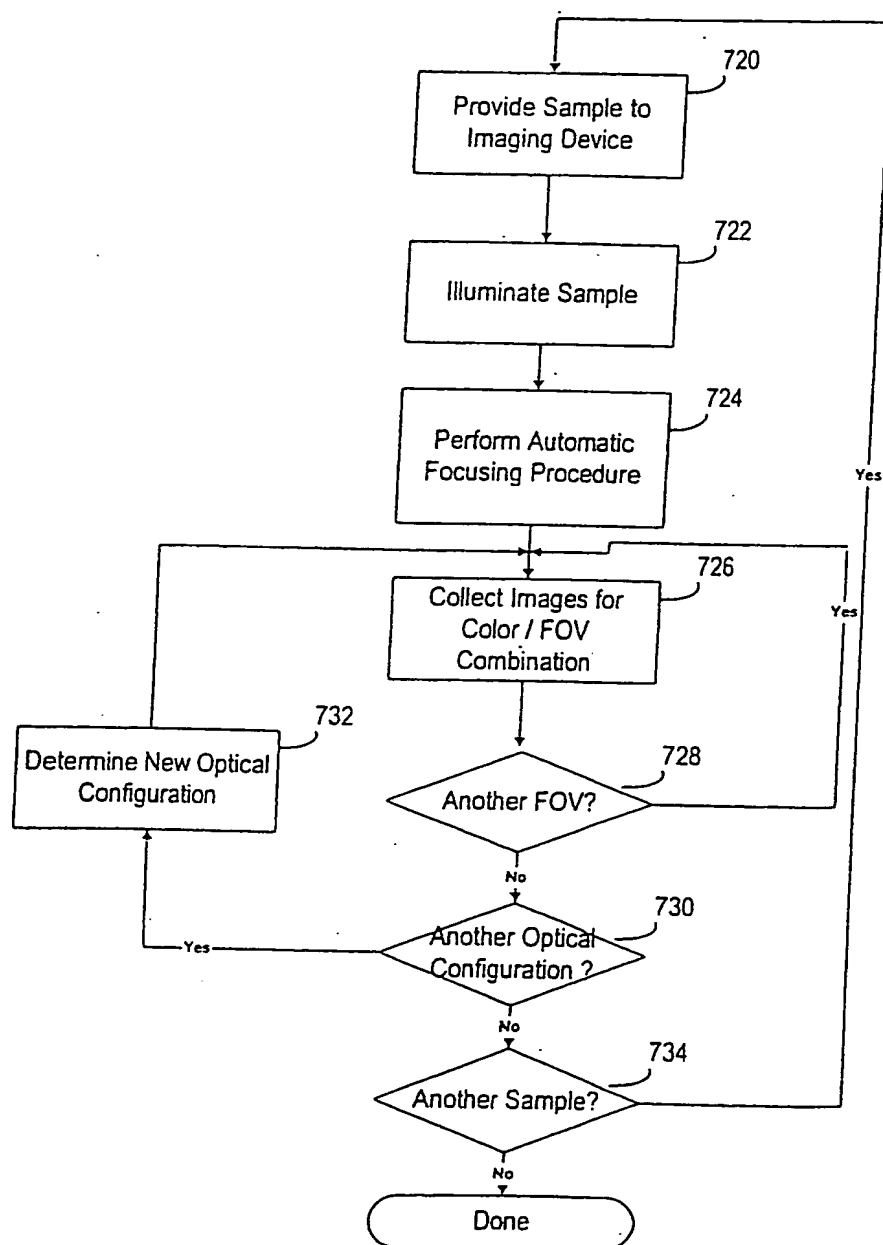 720
Provide Sample to
Imaging Device
722
Illuminate Sample
724
Perform Automatic
Focusing Procedure
Yes
726
Collect Images for
Color / FOV
Combination
Yes
732
Determine New Optical
Configuration
728
Another FOV?
No
730
Another Optical
Configuration ?
Yes
No
734
Another Sample?
No
Done